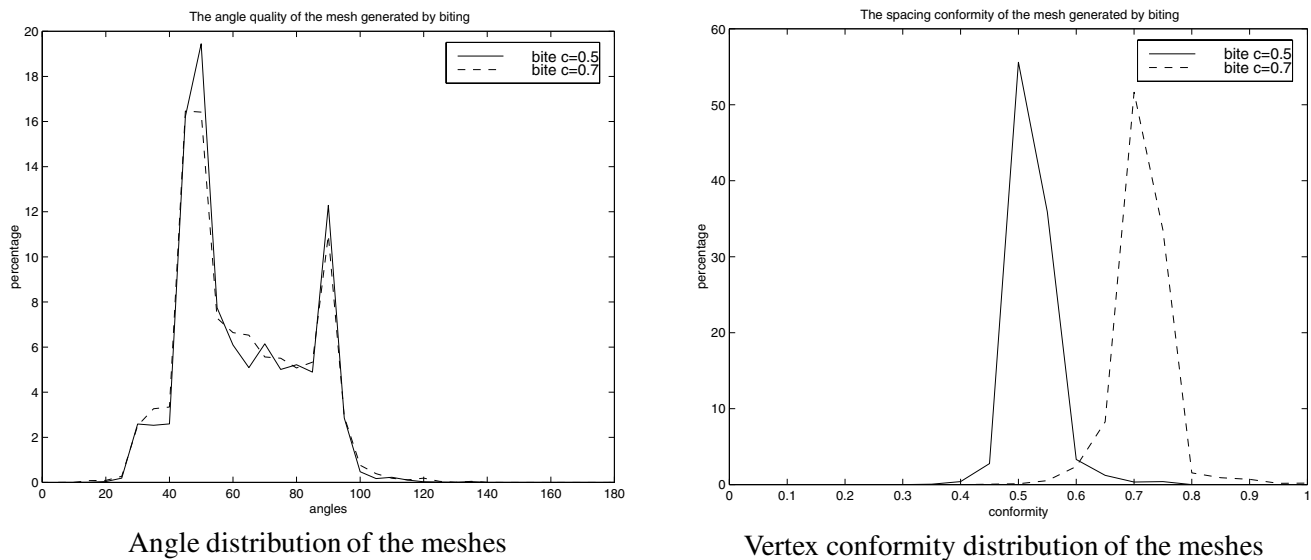 The angle quality of the mesh generated by biting
20
18
16
14
12
10
8
6
4
2
0
percentage
bite c=0.5
bite c=0.7
0 20 40 60 80 100 120 140 160 180
angles
Angle distribution of the meshes
The spacing conformity of the mesh generated by biting
60
50
40
30
20
10
0
percentage
bite c=0.5
bite c=0.7
0 0.1 0.2 0.3 0.4 0.5 0.6 0.7 0.8 0.9 1
conformity
Vertex conformity distribution of the meshes